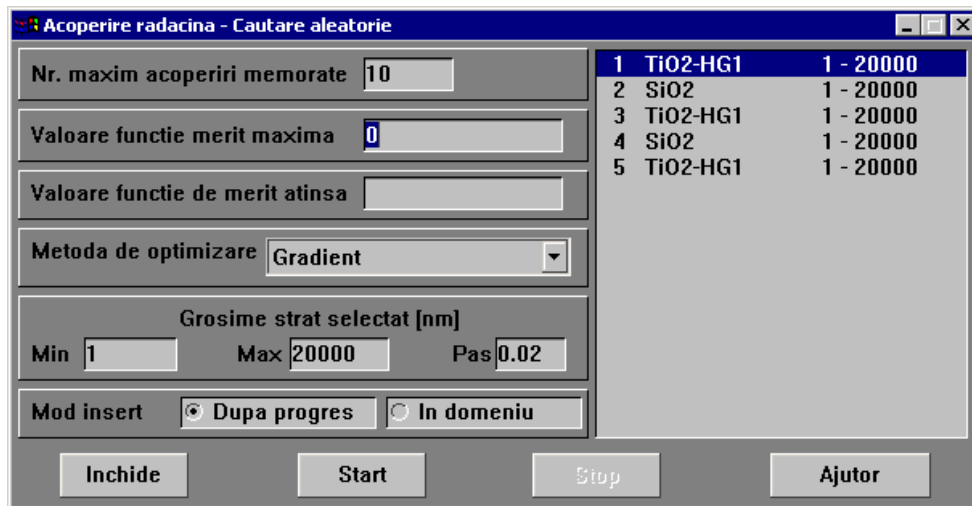 Acoperire radacina - Cautare aleatorie
Nr. maxim acoperiri memorate 10
Valoare functie merit maxima 0
Valoare functie de merit atinsa
Metoda de optimizare Gradient
Grosime strat selectat [nm]
Min 1 Max 20000 Pas 0.02
Mod insert Dupa progres In domeniu
1 TiO2-HG1 1 - 20000
2 SiO2 1 - 20000
3 TiO2-HG1 1 - 20000
4 SiO2 1 - 20000
5 TiO2-HG1 1 - 20000
Inchide Start Stop Ajutor